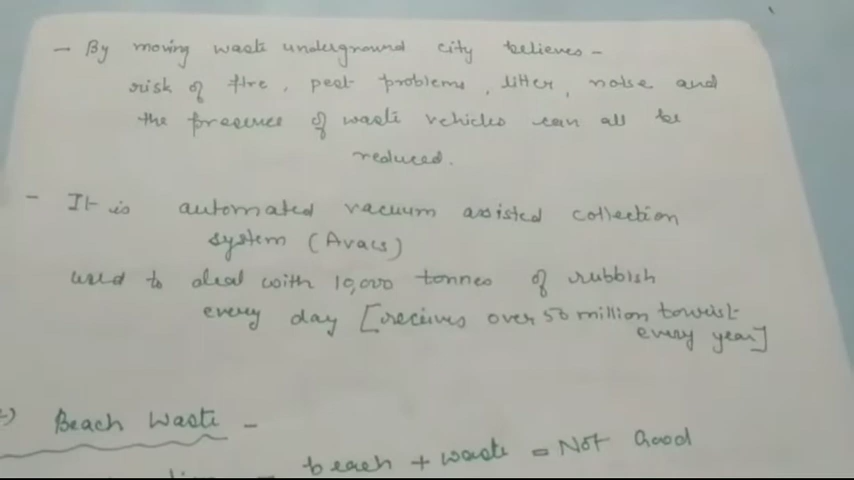 - By moving waste underground city believes -
risk of fire, pest problems, litter, noise and
the presence of waste vehicles can all be
reduced.
- It is automated vacuum assisted collection
system (Avacs)
used to deal with 10,000 tonnes of rubbish
every day [receives over 50 million tourist
every year]
Beach Waste -
beach + waste = Not Good